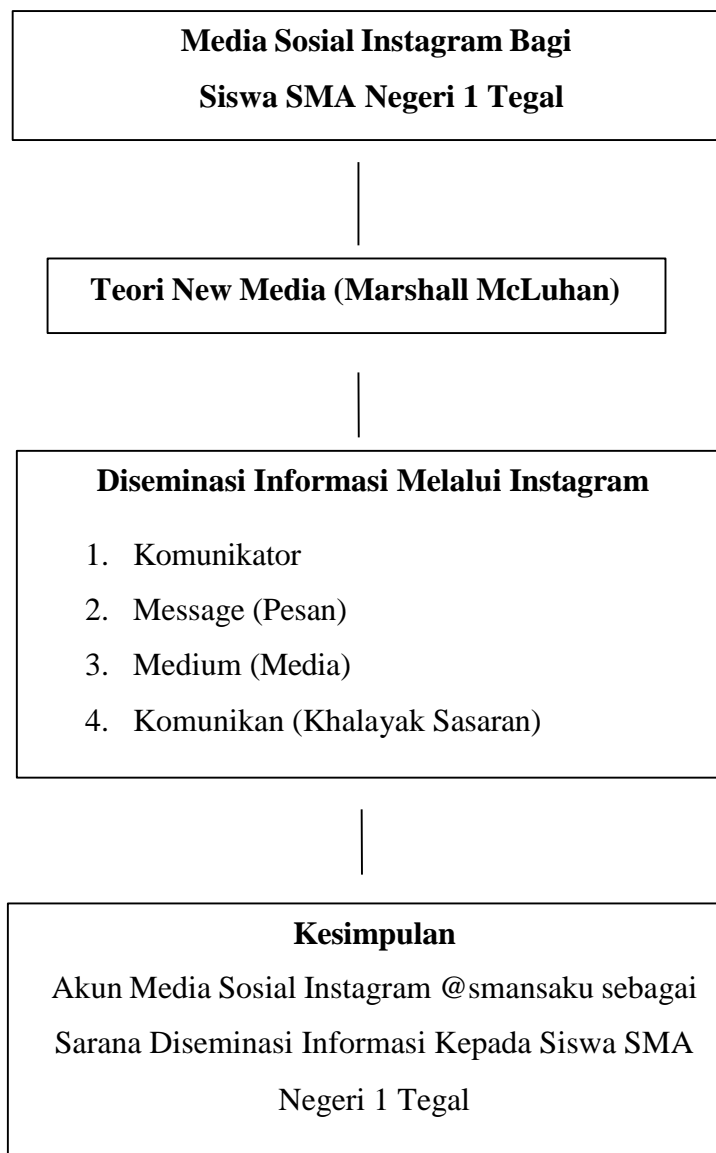 Media Sosial Instagram Bagi
Siswa SMA Negeri 1 Tegal
Teori New Media (Marshall McLuhan)
Diseminasi Informasi Melalui Instagram
1. Komunikator
2. Message (Pesan)
3. Medium (Media)
4. Komunikan (Khalayak Sasaran)
Kesimpulan
Akun Media Sosial Instagram @smansaku sebagai
Sarana Diseminasi Informasi Kepada Siswa SMA
Negeri 1 Tegal